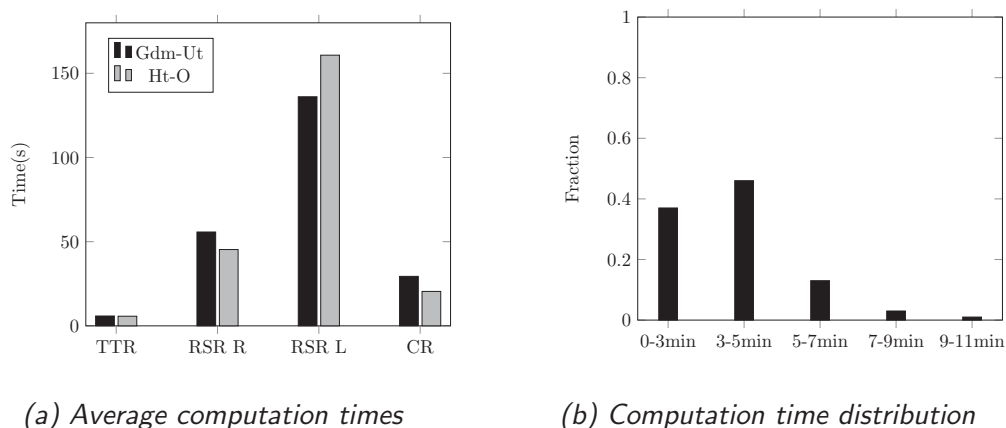 Time(s)
150
100
50
0
Gdm-Ut
Ht-O
TTR RSR R RSR L CR
(a) Average computation times
Fraction
1
0.8
0.6
0.4
0.2
0
0-3min 3-5min 5-7min 7-9min 9-11min
(b) Computation time distribution